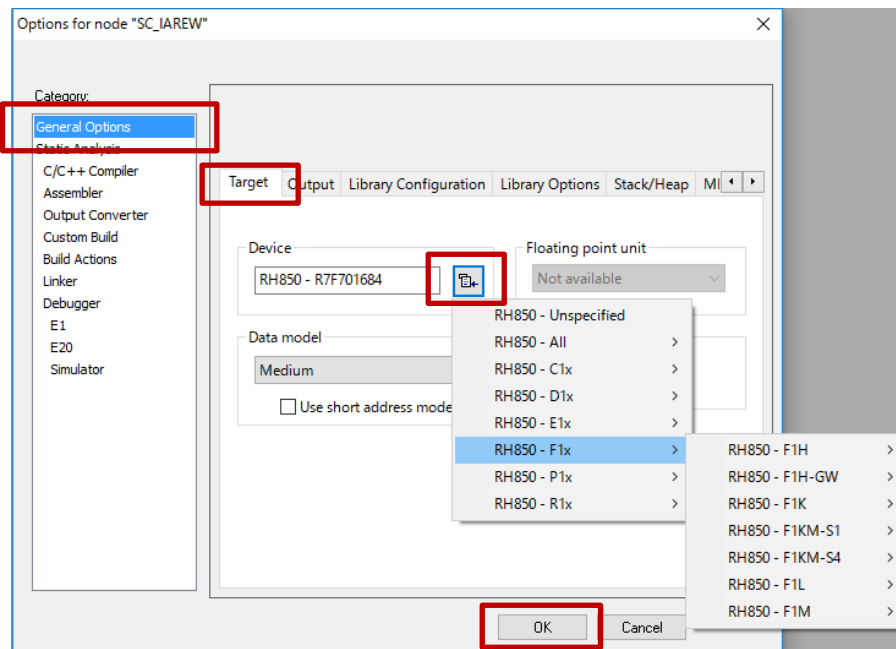 Options for node "SC_IAREW"
Category:
General Options
Static Analysis
C/C++ Compiler
Assembler
Output Converter
Custom Build
Build Actions
Linker
Debugger
E1
E20
Simulator
Target Output Library Configuration Library Options Stack/Heap MI
Device
RH850 - R7F701684
Floating point unit
Not available
Data model
Medium
Use short address mode
RH850 - Unspecified
RH850 - All
RH850 - C1x
RH850 - D1x
RH850 - E1x
RH850 - F1x
RH850 - P1x
RH850 - R1x
RH850 - F1H
RH850 - F1H-GW
RH850 - F1K
RH850 - F1KM-S1
RH850 - F1KM-S4
RH850 - F1L
RH850 - F1M
OK Cancel